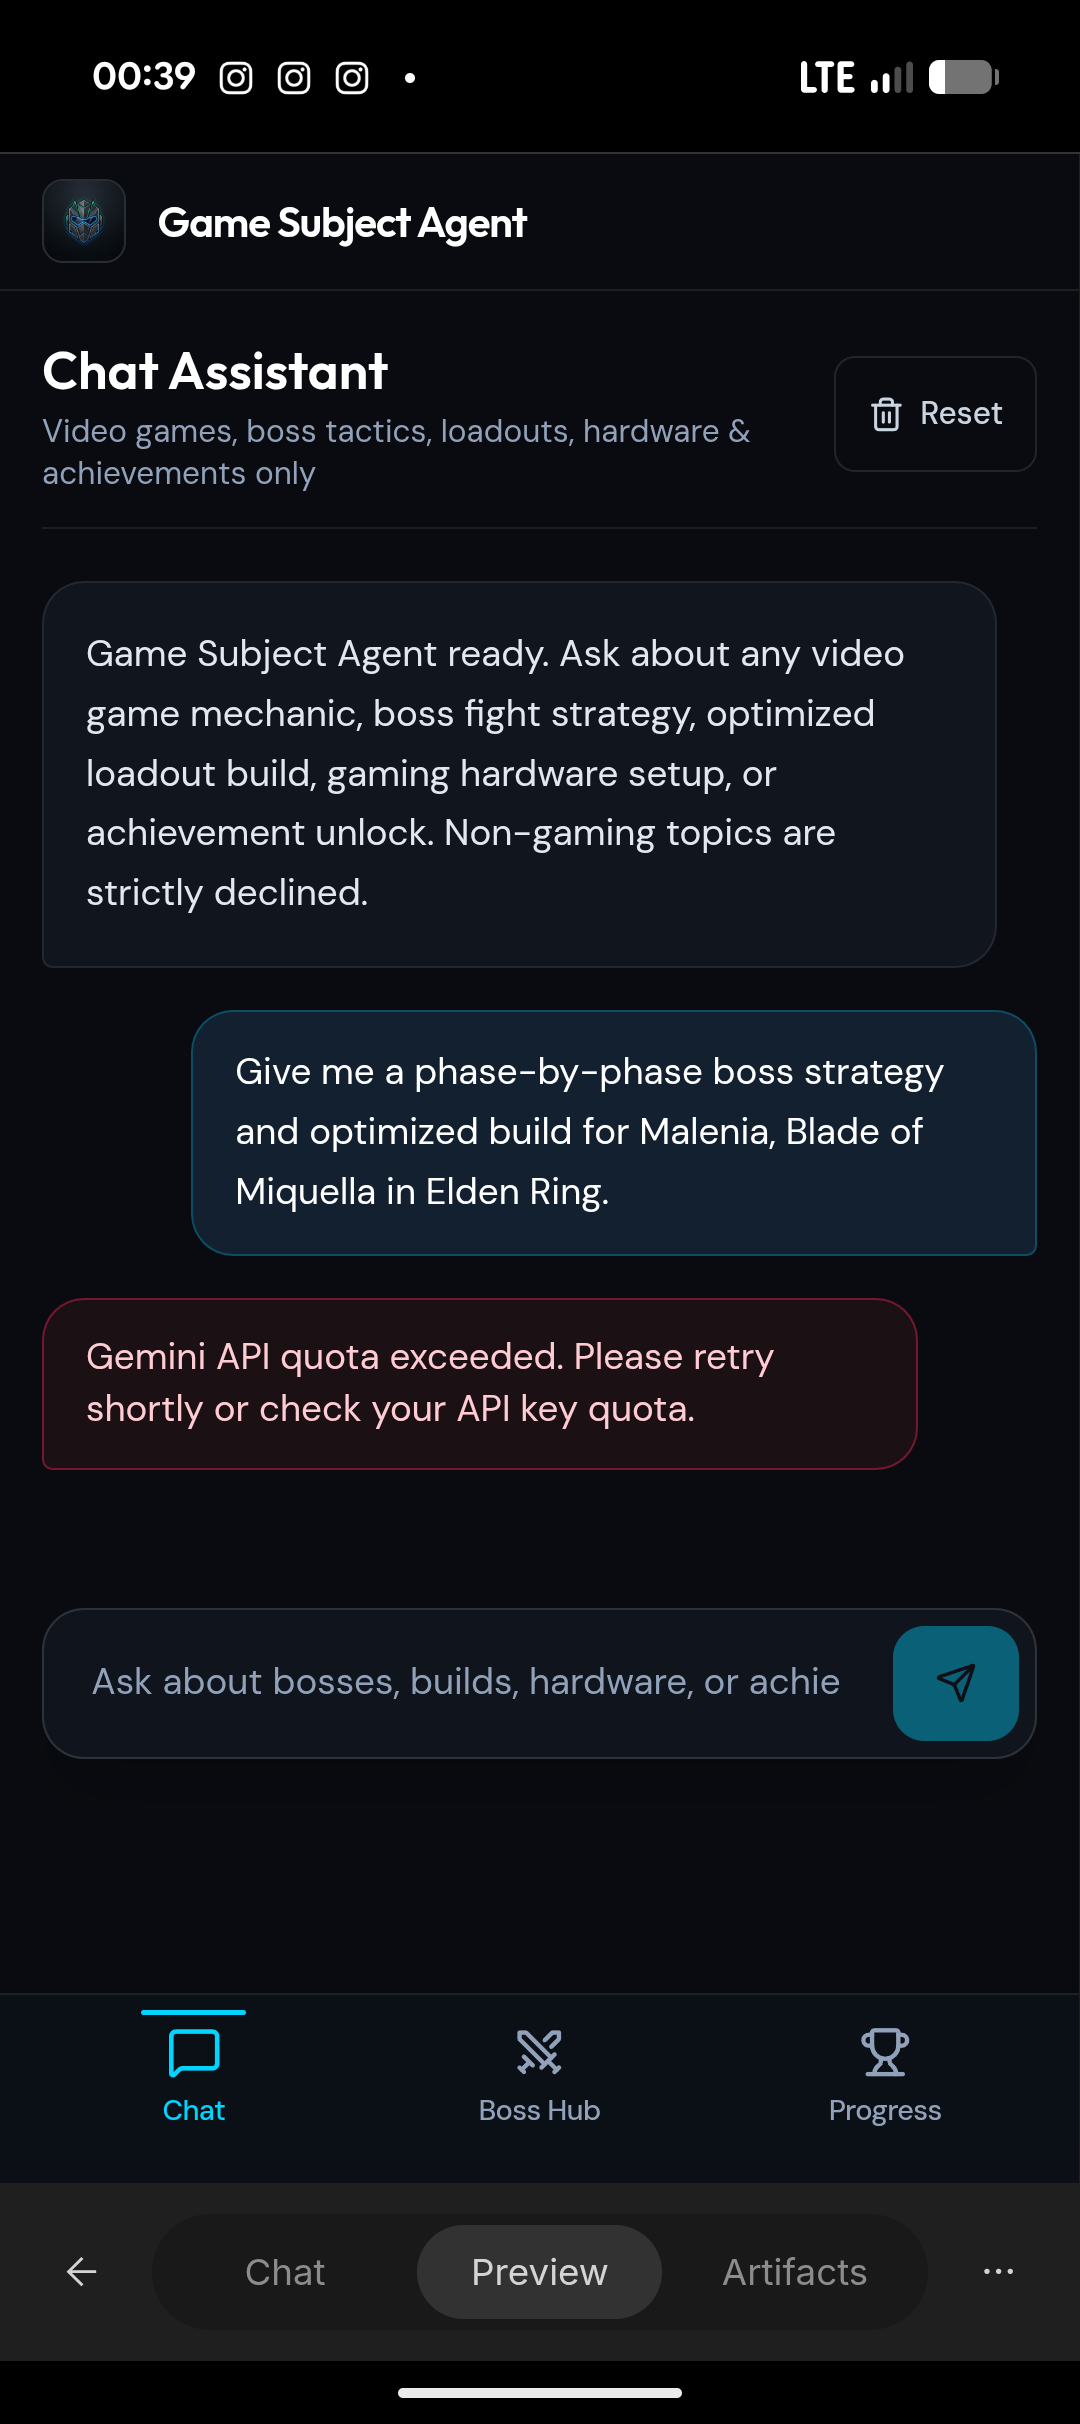 00:39
LTE
Game Subject Agent
Chat Assistant
Video games, boss tactics, loadouts, hardware &
achievements only
Reset
Game Subject Agent ready. Ask about any video
game mechanic, boss fight strategy, optimized
loadout build, gaming hardware setup, or
achievement unlock. Non-gaming topics are
strictly declined.
Give me a phase-by-phase boss strategy
and optimized build for Malenia, Blade of
Miquella in Elden Ring.
Gemini API quota exceeded. Please retry
shortly or check your API key quota.
Ask about bosses, builds, hardware, or achie
Chat
Boss Hub
Progress
Chat
Preview
Artifacts